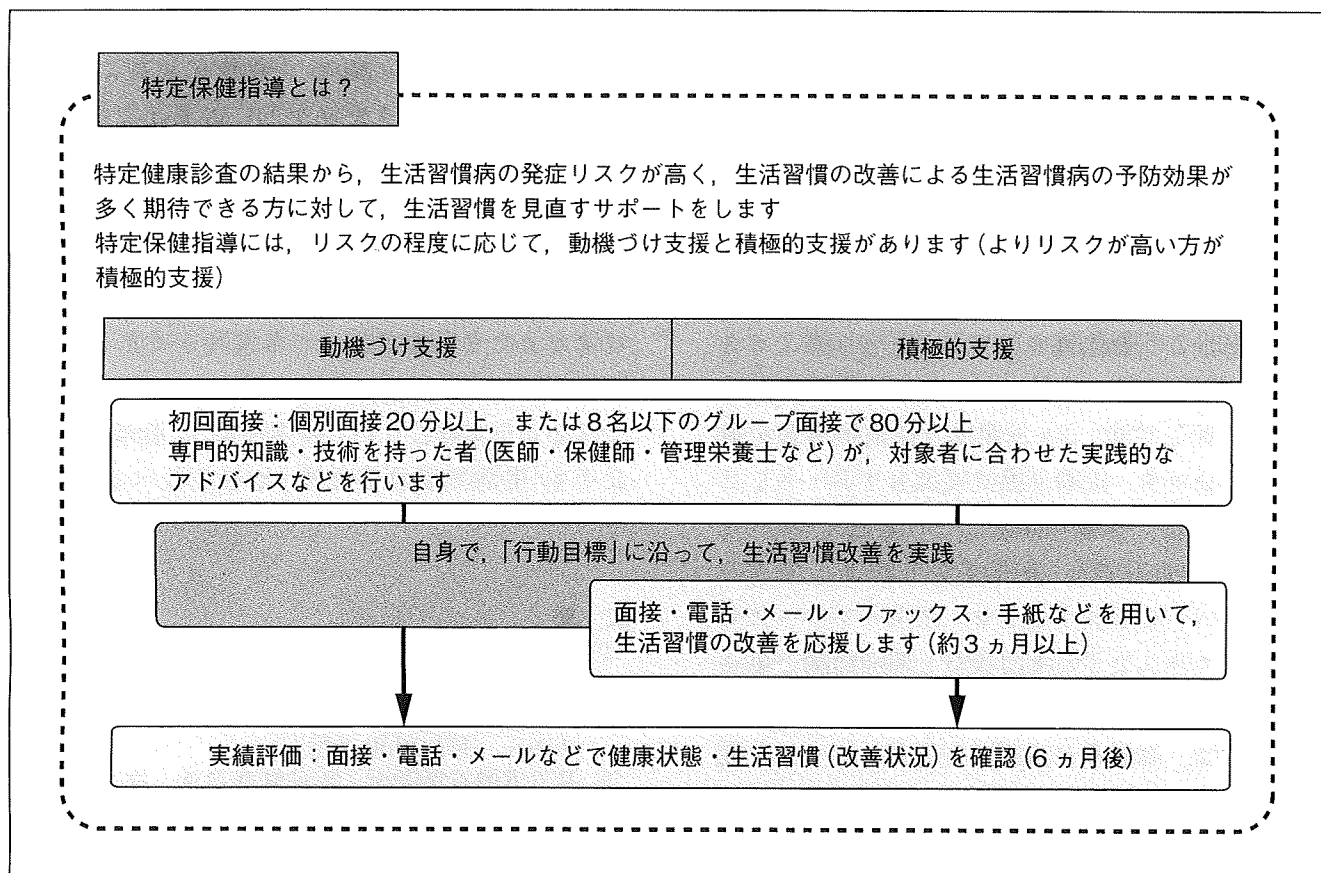 特定保健指導とは？
特定健康診査の結果から，生活習慣病の発症リスクが高く，生活習慣の改善による生活習慣病の予防効果が
多く期待できる方に対して，生活習慣を見直すサポートをします
特定保健指導には，リスクの程度に応じて，動機づけ支援と積極的支援があります（よりリスクが高い方が
積極的支援）
動機づけ支援
積極的支援
初回面接：個別面接20分以上，または8名以下のグループ面接で80分以上
専門的知識・技術を持った者（医師・保健師・管理栄養士など）が，対象者に合わせた実践的な
アドバイスなどを行います
自身で，「行動目標」に沿って，生活習慣改善を実践
面接・電話・メール・ファックス・手紙などを用いて，
生活習慣の改善を応援します（約3ヵ月以上）
実績評価：面接・電話・メールなどで健康状態・生活習慣（改善状況）を確認（6ヵ月後）